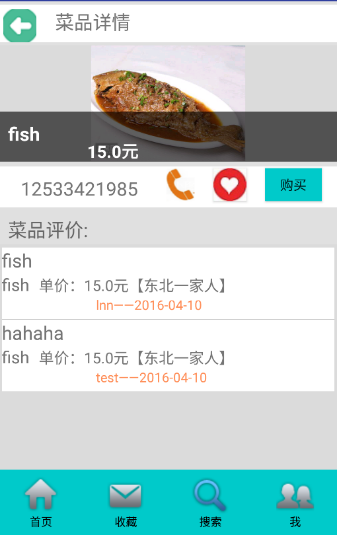 菜品详情
fish
15.0元
12533421985
购买
菜品评价:
fish
fish 单价：15.0元【东北一家人】
lnn——2016-04-10
hahaha
fish 单价：15.0元【东北一家人】
test——2016-04-10
首页 收藏 搜索 我